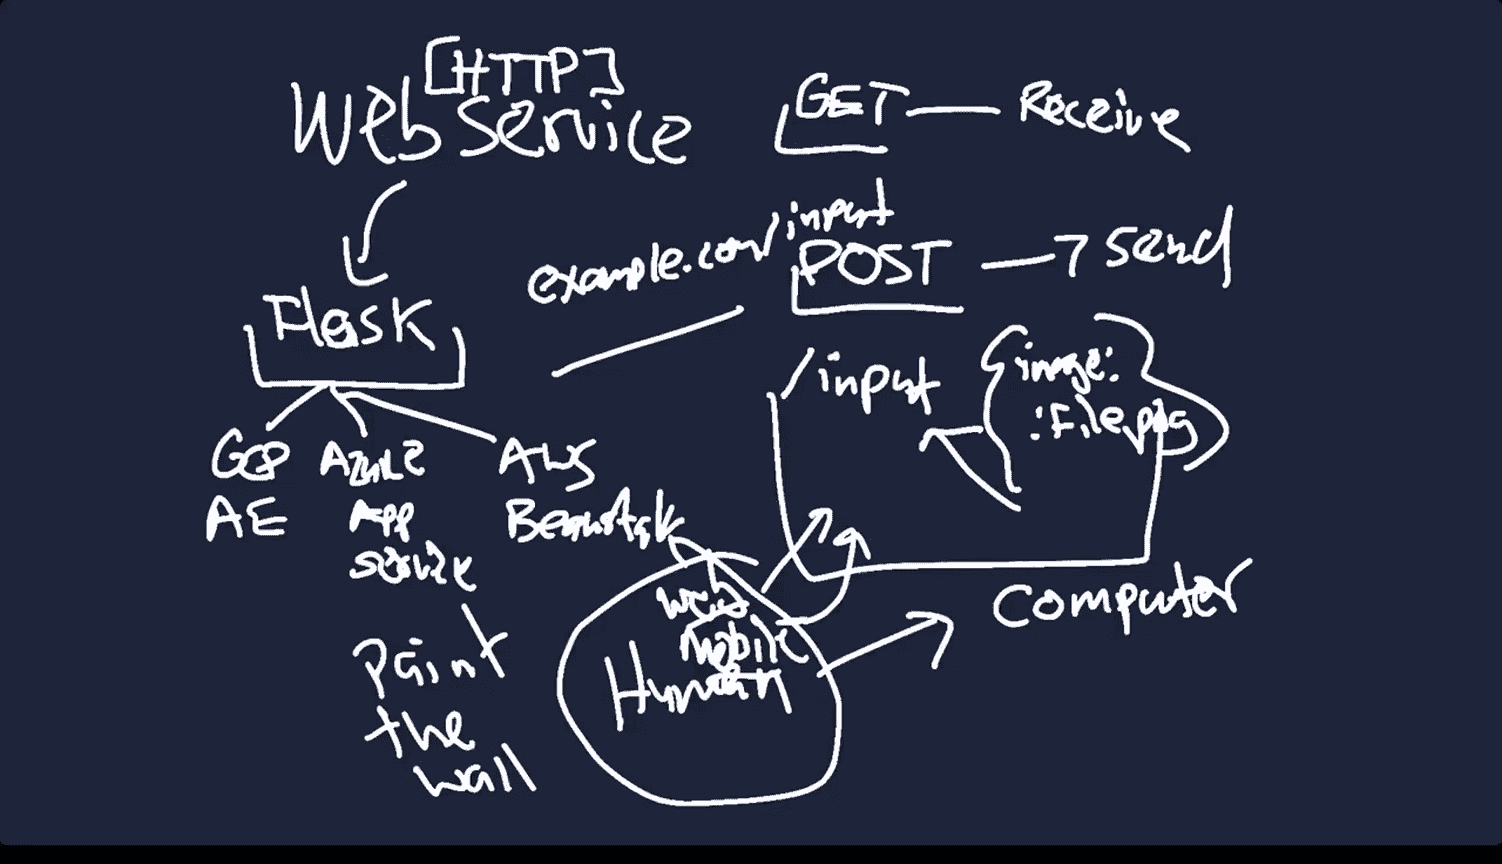 [HTTP]
Web Service
GET — Receive
example.com/input
POST → Send
Flask
/input
{image:
:File.png}
GCP
AE
Azure
App
Service
AWS
Beanstalk
Web
Mobile
Human
Computer
Paint
the
wall